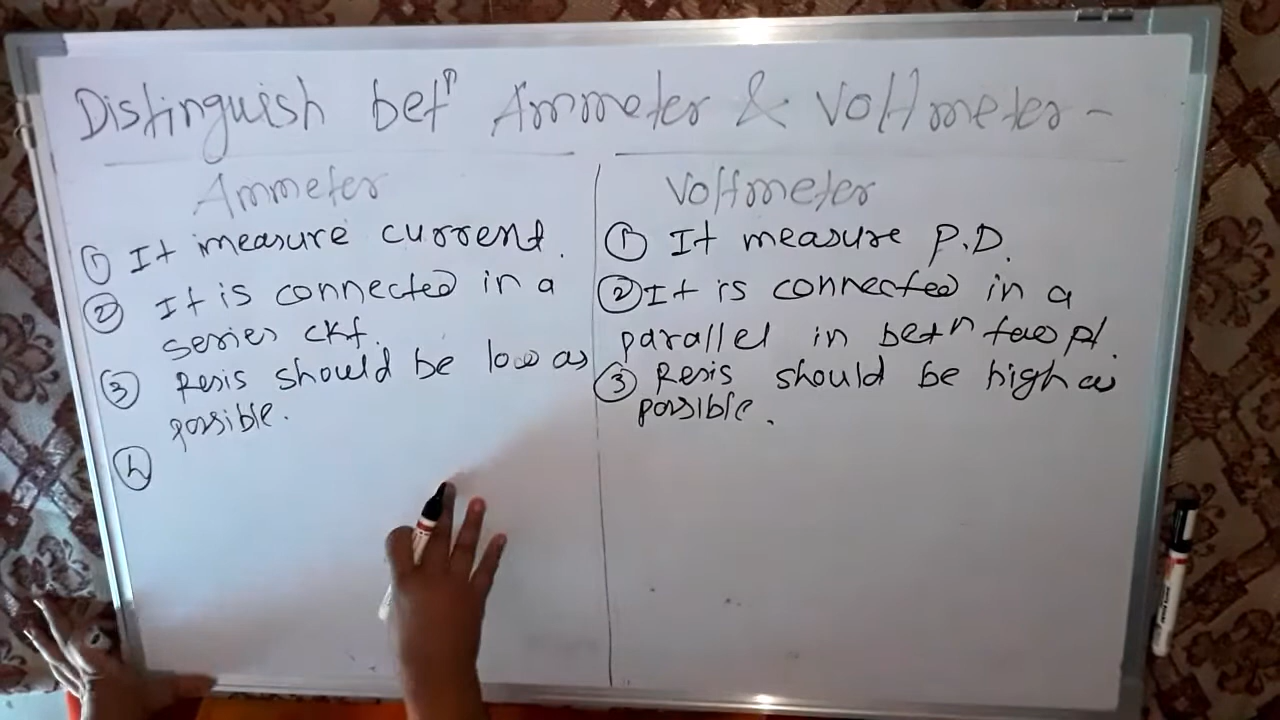 Distinguish betⁿ Ammeter & Voltmeter -
Ammeter
① It measure current.
② It is connected in a
series ckt.
③ Resis should be low as
possible.
④
Voltmeter
① It measure P.D.
② It is connected in a
parallel in betⁿ two pt.
③ Resis should be high as
possible.